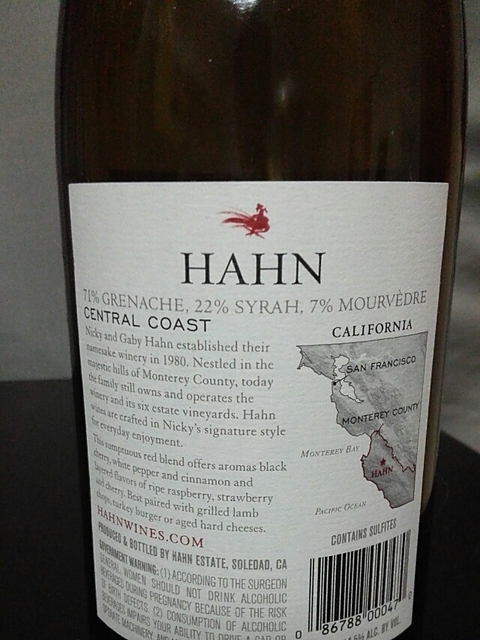 HAHN
71% GRENACHE, 22% SYRAH, 7% MOURVÈDRE
CENTRAL COAST
Nicky and Gaby Hahn established their
namesake winery in 1980. Nestled in the
majestic hills of Monterey County, today
the family still owns and operates the
winery and its six estate vineyards. Hahn
wines are crafted in Nicky's signature style
for everyday enjoyment.
This sumptuous red blend offers aromas black
cherry, white pepper and cinnamon and
layered flavors of ripe raspberry, strawberry
and cherry. Best paired with grilled lamb
chops, turkey burger or aged hard cheeses.
HAHNWINES.COM
PRODUCED & BOTTLED BY HAHN ESTATE, SOLEDAD, CA
GOVERNMENT WARNING: (1) ACCORDING TO THE SURGEON
GENERAL WOMEN SHOULD NOT DRINK ALCOHOLIC
BEVERAGES DURING PREGNANCY BECAUSE OF THE RISK
OF BIRTH DEFECTS. (2) CONSUMPTION OF ALCOHOLIC
BEVERAGES IMPAIRS YOUR ABILITY TO DRIVE A CAR OR
OPERATE MACHINERY
CALIFORNIA
SAN FRANCISCO
MONTEREY COUNTY
MONTEREY BAY
HAHN
PACIFIC OCEAN
CONTAINS SULFITES
0 86788 00047 0
% ALC. BY VOL.